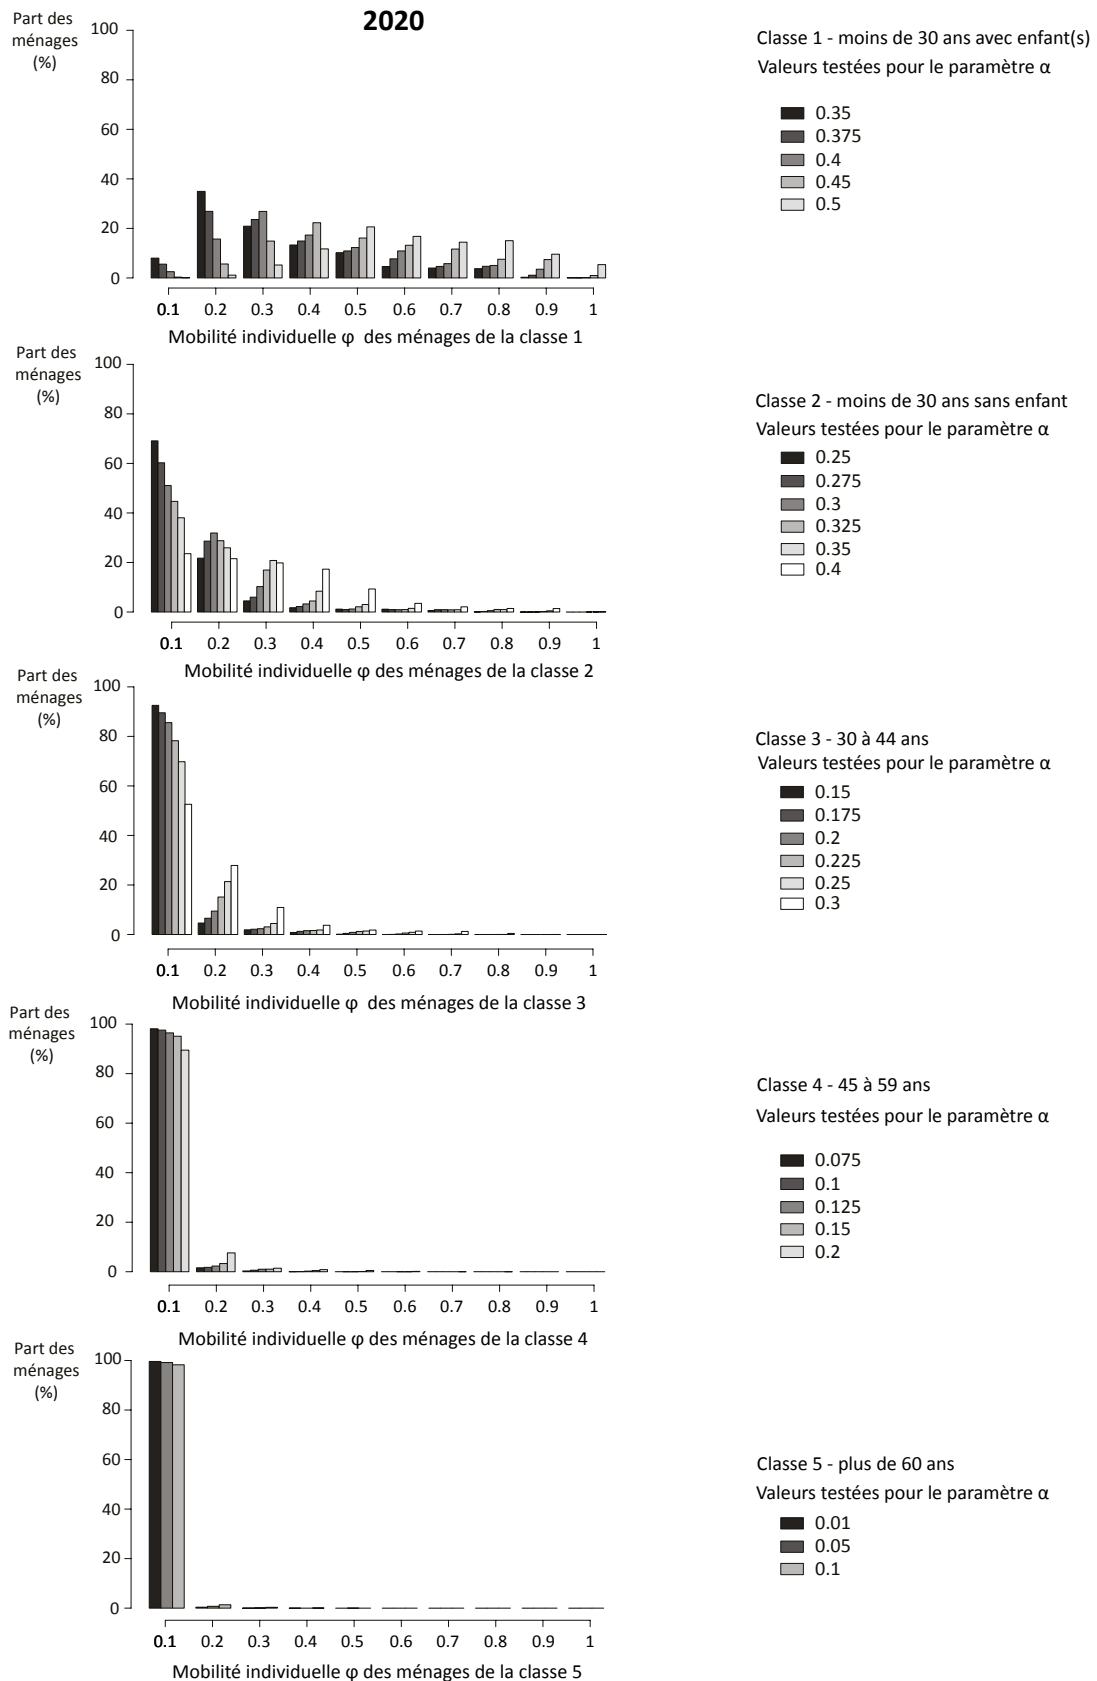 2020
Part des
ménages
(%)
100
80
60
40
20
0
0.1 0.2 0.3 0.4 0.5 0.6 0.7 0.8 0.9 1
Mobilité individuelle φ des ménages de la classe 1
Classe 1 - moins de 30 ans avec enfant(s)
Valeurs testées pour le paramètre α
0.35
0.375
0.4
0.45
0.5
Part des
ménages
(%)
100
80
60
40
20
0
0.1 0.2 0.3 0.4 0.5 0.6 0.7 0.8 0.9 1
Mobilité individuelle φ des ménages de la classe 2
Classe 2 - moins de 30 ans sans enfant
Valeurs testées pour le paramètre α
0.25
0.275
0.3
0.325
0.35
0.4
Part des
ménages
(%)
100
80
60
40
20
0
0.1 0.2 0.3 0.4 0.5 0.6 0.7 0.8 0.9 1
Mobilité individuelle φ des ménages de la classe 3
Classe 3 - 30 à 44 ans
Valeurs testées pour le paramètre α
0.15
0.175
0.2
0.225
0.25
0.3
Part des
ménages
(%)
100
80
60
40
20
0
0.1 0.2 0.3 0.4 0.5 0.6 0.7 0.8 0.9 1
Mobilité individuelle φ des ménages de la classe 4
Classe 4 - 45 à 59 ans
Valeurs testées pour le paramètre α
0.075
0.1
0.125
0.15
0.2
Part des
ménages
(%)
100
80
60
40
20
0
0.1 0.2 0.3 0.4 0.5 0.6 0.7 0.8 0.9 1
Mobilité individuelle φ des ménages de la classe 5
Classe 5 - plus de 60 ans
Valeurs testées pour le paramètre α
0.01
0.05
0.1